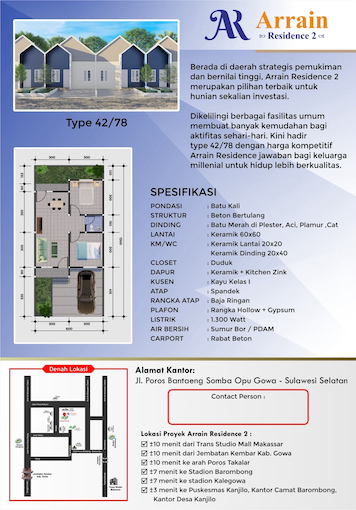 AR Arrain
Residence 2
Berada di daerah strategis pemukiman
dan bernilai tinggi, Arrain Residence 2
merupakan pilihan terbaik untuk
hunian sekalian investasi.
Dikelilingi berbagai fasilitas umum
membuat banyak kemudahan bagi
aktifitas sehari-hari. Kini hadir
type 42/78 dengan harga kompetitif
Arrain Residence jawaban bagi keluarga
millenial untuk hidup lebih berkualitas.
Type 42/78
SPESIFIKASI
PONDASI : Batu Kali
STRUKTUR : Beton Bertulang
DINDING : Batu Merah di Plester, Aci, Plamur ,Cat
LANTAI : Keramik 60x60
KM/WC : Keramik Lantai 20x20
Keramik Dinding 20x40
CLOSET : Duduk
DAPUR : Keramik + Kitchen Zink
KUSEN : Kayu Kelas I
ATAP : Spandek
RANGKA ATAP : Baja Ringan
PLAFON : Rangka Hollow + Gypsum
LISTRIK : 1.300 Watt
AIR BERSIH : Sumur Bor / PDAM
CARPORT : Rabat Beton
Denah Lokasi
Alamat Kantor:
Jl. Poros Bantaeng Somba Opu Gowa - Sulawesi Selatan
Contact Person :
Lokasi Proyek Arrain Residence 2 :
±10 menit dari Trans Studio Mall Makassar
±10 menit dari Jembatan Kembar Kab. Gowa
±10 menit ke arah Poros Takalar
±7 menit ke Stadion Barombong
±7 menit ke stadion Kalegowa
±3 menit ke Puskesmas Kanjilo, Kantor Camat Barombong,
Kantor Desa Kanjilo